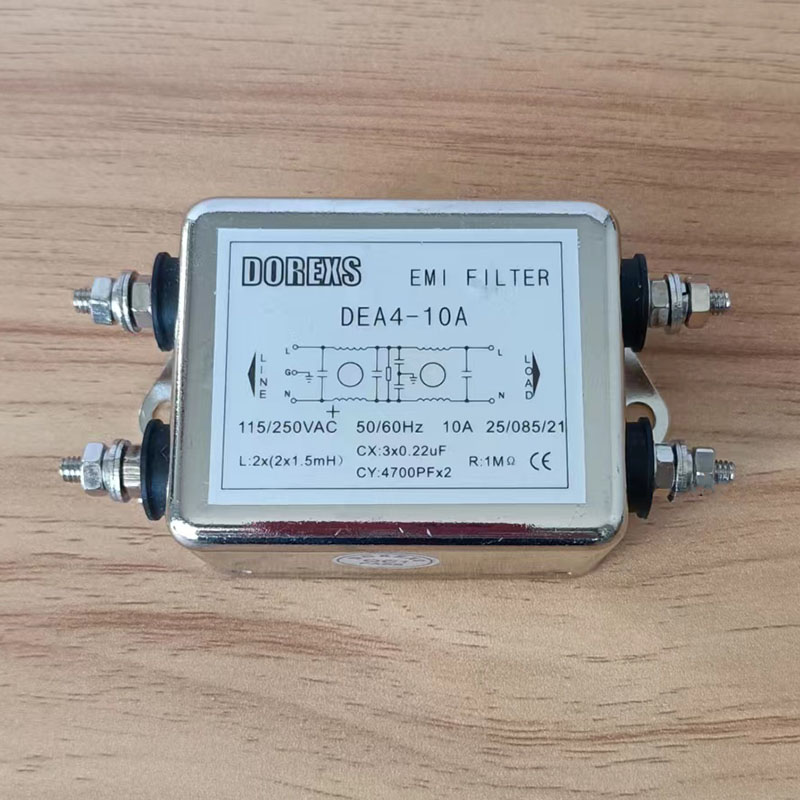 DOREXS EMI FILTER
DEA4-10A
L L
LINE G LOAD
N N
115/250VAC 50/60Hz 10A 25/085/21
L:2x(2x1.5mH) CX:3x0.22uF R:1MΩ CE
CY:4700PFx2